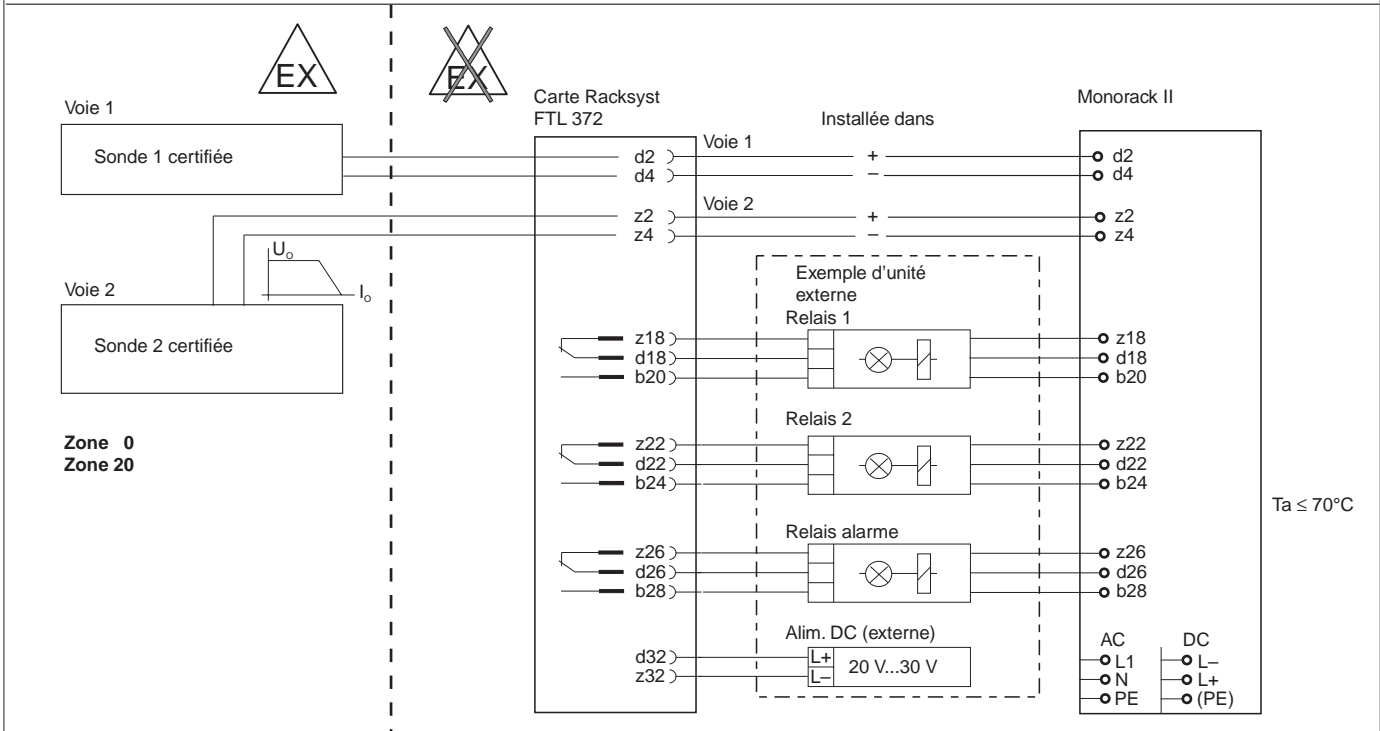 EX
EX
Voie 1
Sonde 1 certifiée
Voie 2
Sonde 2 certifiée
Uo
Io
Zone 0
Zone 20
Carte Racksyst
FTL 372
Installée dans
Monorack II
d2
Voie 1
+
d2
d4
–
d4
z2
Voie 2
+
z2
z4
–
z4
Exemple d'unité
externe
Relais 1
z18
z18
d18
d18
b20
b20
Relais 2
z22
z22
d22
d22
b24
b24
Relais alarme
z26
z26
d26
d26
b28
b28
Alim. DC (externe)
d32
L+
20 V...30 V
z32
L–
AC
DC
L1
L–
N
L+
PE
(PE)
Ta ≤ 70°C